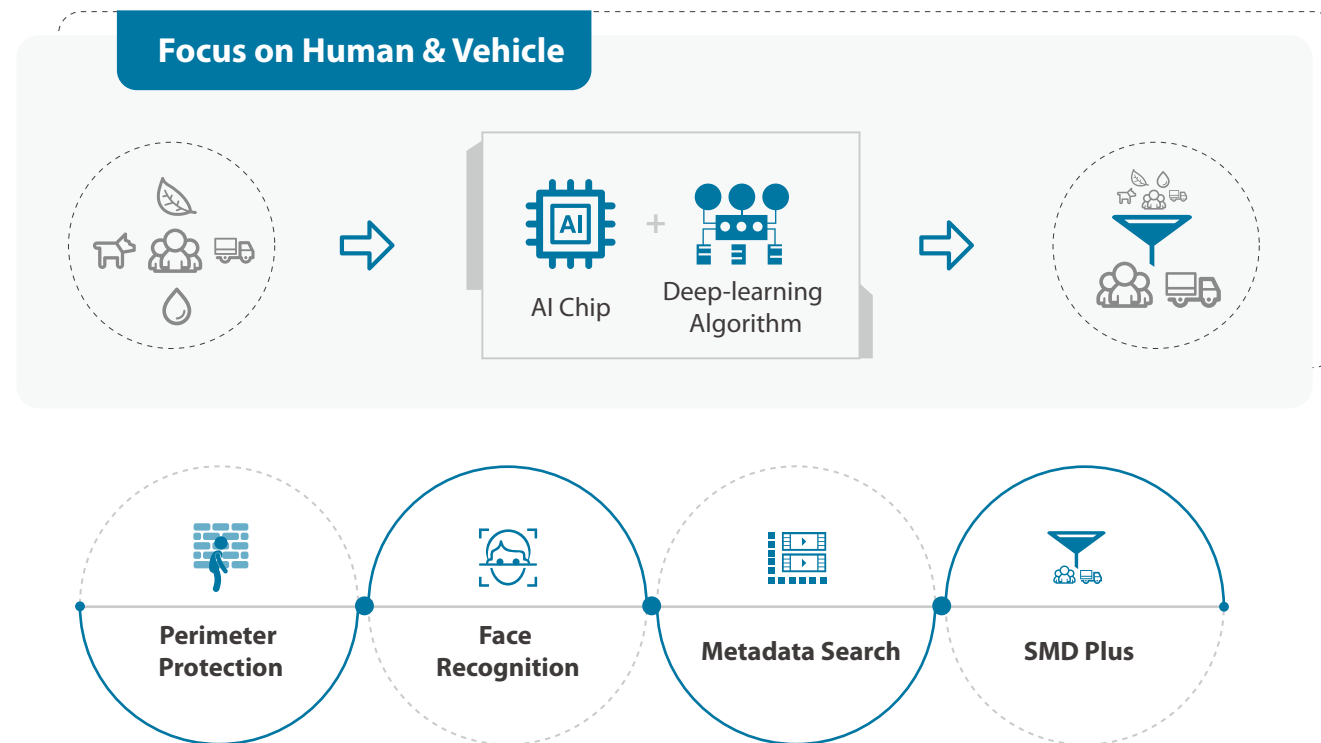 Focus on Human & Vehicle
AI
+
AI Chip
Deep-learning
Algorithm
Perimeter
Protection
Face
Recognition
Metadata Search
SMD Plus